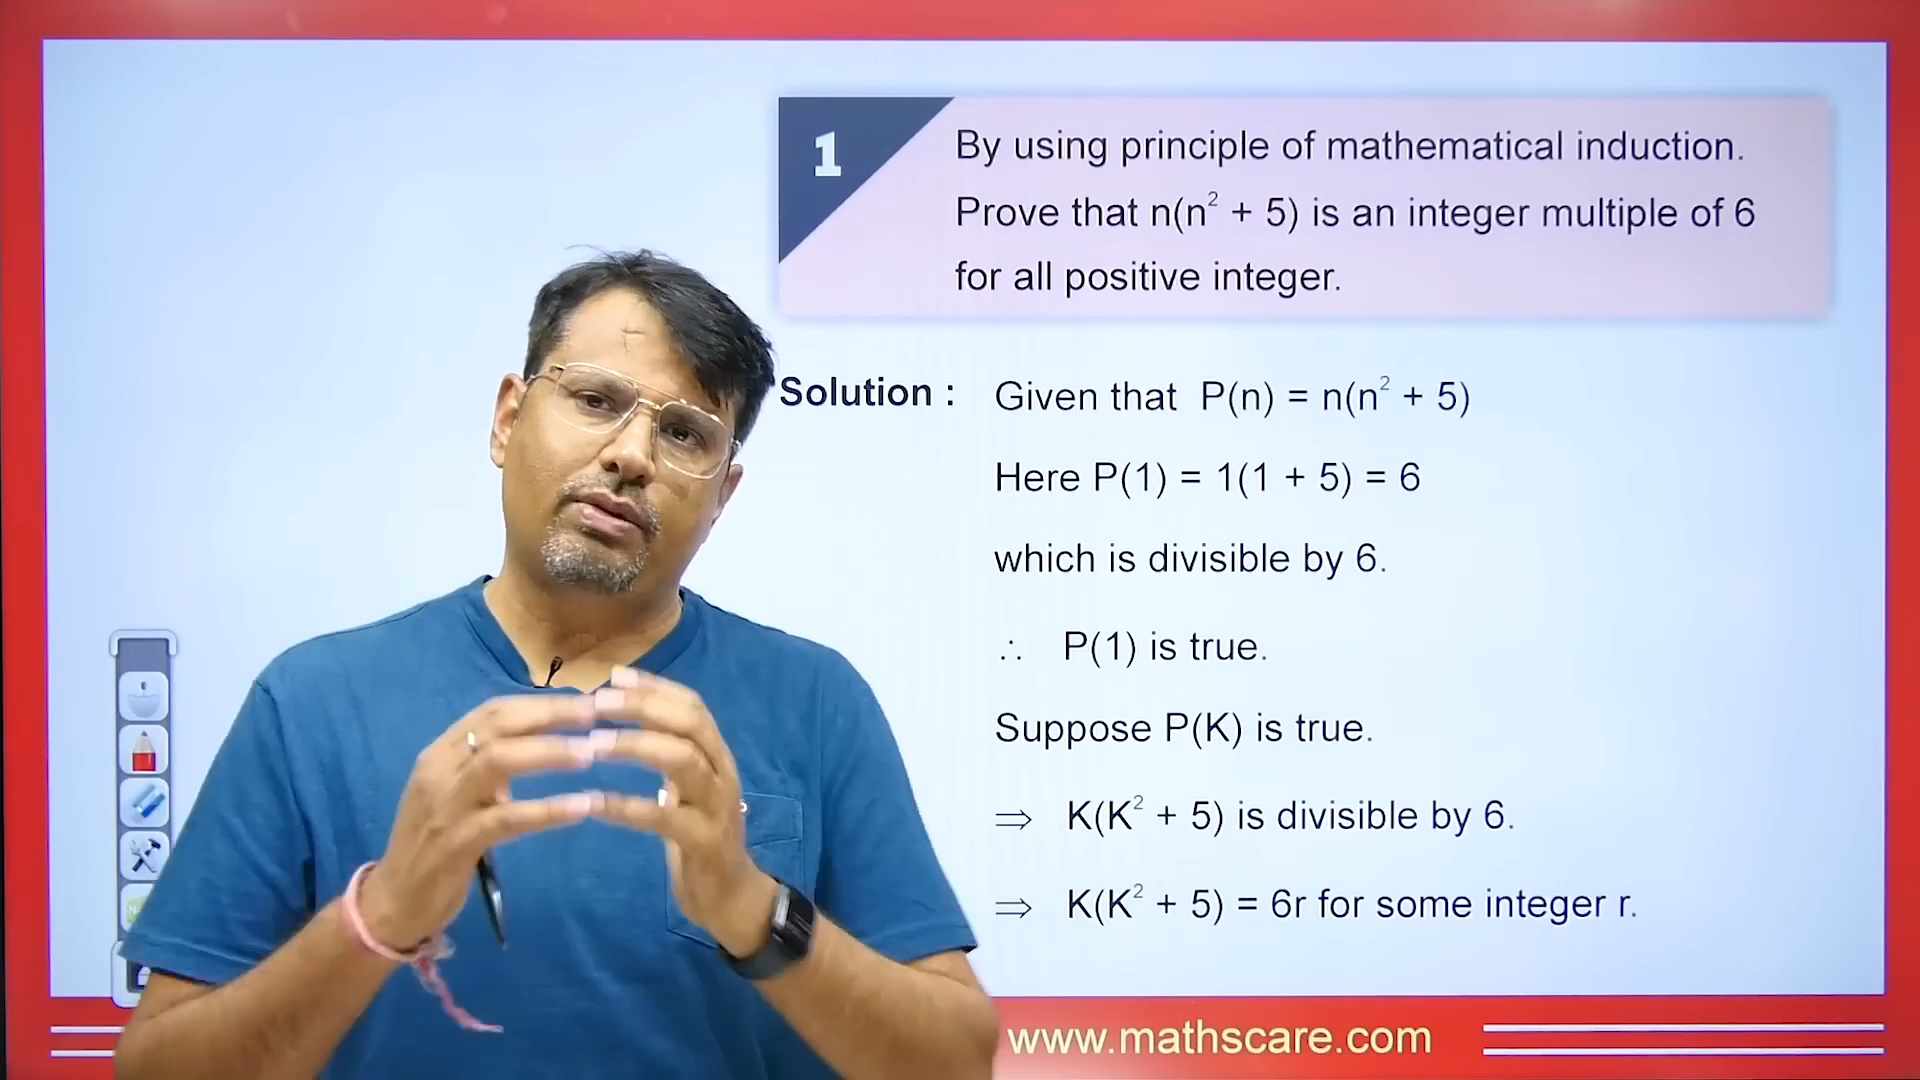 1
By using principle of mathematical induction.
Prove that n(n² + 5) is an integer multiple of 6
for all positive integer.
Solution : Given that P(n) = n(n² + 5)
Here P(1) = 1(1 + 5) = 6
which is divisible by 6.
∴ P(1) is true.
Suppose P(K) is true.
⇒ K(K² + 5) is divisible by 6.
⇒ K(K² + 5) = 6r for some integer r.
www.mathscare.com